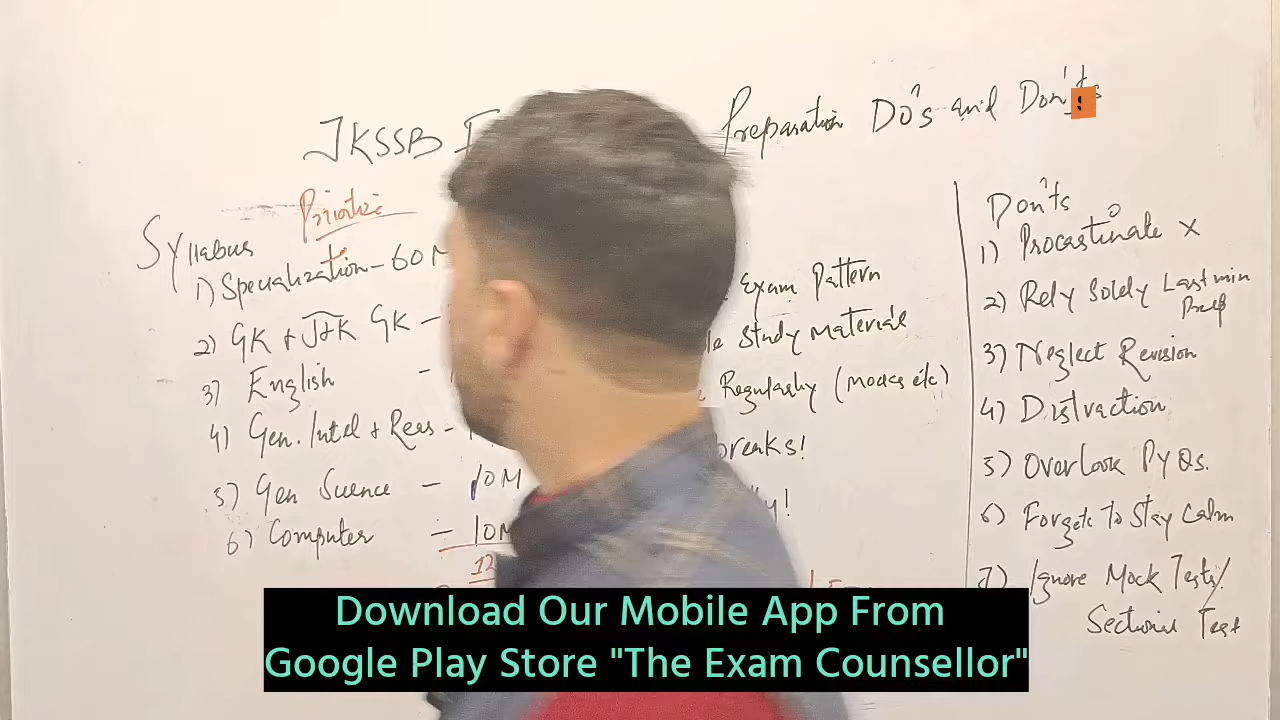 JKSSB
Preparation Do's and Don'ts
Prioritize
Syllabus
1) Specialization - 60M
2) GK + J+K GK -
3) English -
4) Gen. Intel + Reas -
5) Gen Science - 10M
6) Computer - 10M
12
Exam Pattern
Study Materials
Regularly (mocks etc)
breaks!
Don'ts
1) Procastinate x
2) Rely Solely Last min
3) Neglect Revision
4) Distraction
5) Overlook PYQs.
6) Forget to Stay Calm
7) Ignore Mock Tests/
Sectional Test
Download Our Mobile App From
Google Play Store "The Exam Counsellor"